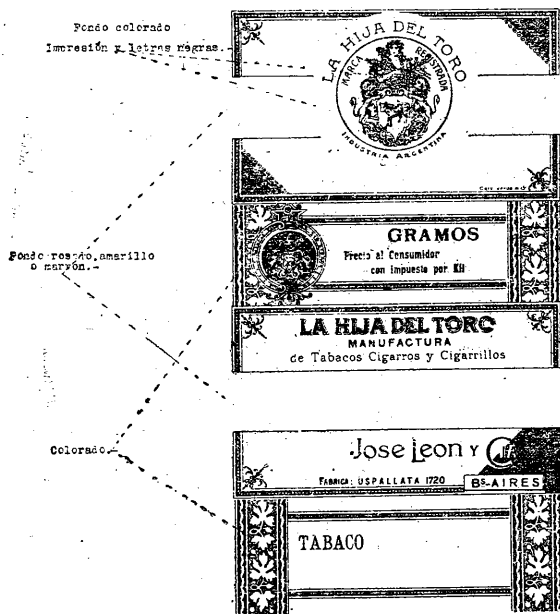 Fondo colorado
Impresión y letras negras.
LA HIJA DEL TORO
MARCA REGISTRADA
INDUSTRIA ARGENTINA
GRAMOS
Precio al Consumidor
con impuesto por Kil
Fondo rosado, amarillo
o marrón.-
LA HIJA DEL TORO
MANUFACTURA
de Tabacos Cigarros y Cigarrillos
Colorado.-
Jose Leon Y Cia
FABRICA: USPALLATA 1720 Bs-AIRES
TABACO